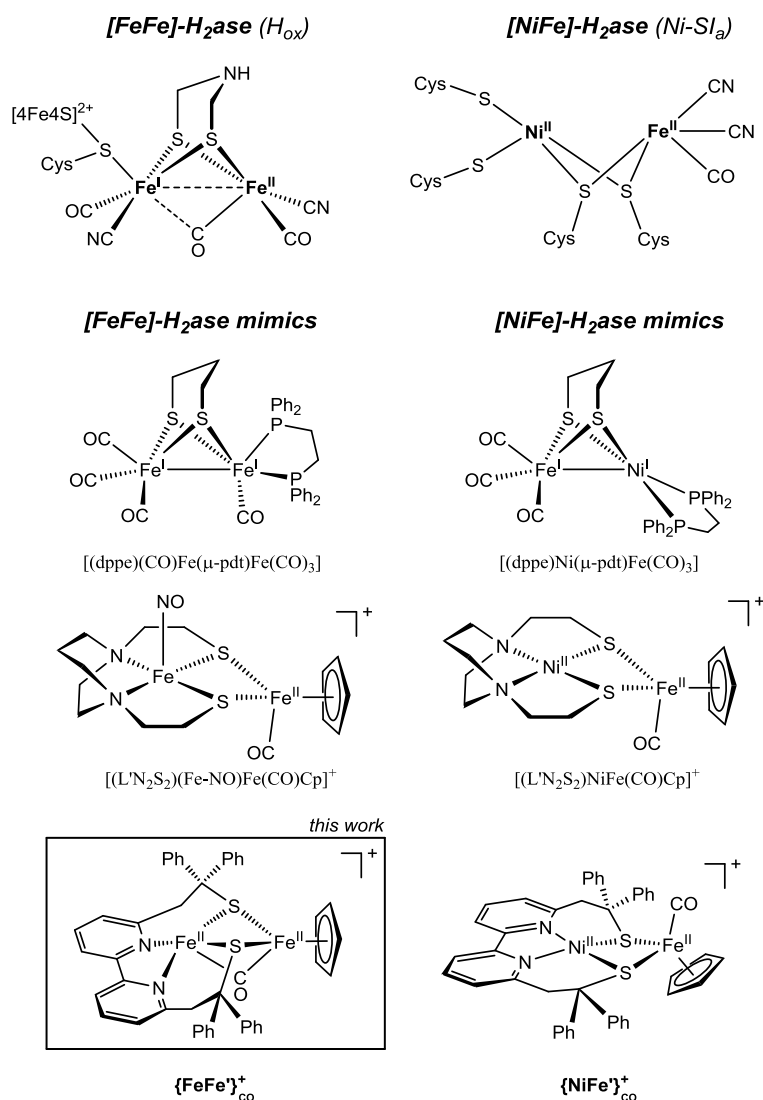 [FeFe]-H₂ase (Hₒₓ)
[NiFe]-H₂ase (Ni-SIₐ)
NH
[4Fe4S]²⁺
S
Cys
S
S
Feᴵ
Feᴵᴵ
OC
NC
C
O
CN
CO
Cys
S
S
Cys
Niᴵᴵ
Feᴵᴵ
CN
CN
CO
S
S
Cys
Cys
[FeFe]-H₂ase mimics
[NiFe]-H₂ase mimics
S
S
Ph₂
P
OC
OC
OC
Feᴵ
Feᴵ
P
Ph₂
CO
[(dppe)(CO)Fe(μ-pdt)Fe(CO)₃]
S
S
OC
OC
OC
Feᴵ
Niᴵ
PPh₂
Ph₂P
[(dppe)Ni(μ-pdt)Fe(CO)₃]
NO
+
N
N
Fe
S
S
Feᴵᴵ
OC
[(L'N₂S₂)(Fe-NO)Fe(CO)Cp]⁺
+
N
N
Niᴵᴵ
S
S
Feᴵᴵ
OC
[(L'N₂S₂)NiFe(CO)Cp]⁺
this work
Ph
Ph
+
S
S
N
N
Feᴵᴵ
Feᴵᴵ
C
O
Ph
Ph
{FeFe'}⁺CO
Ph
Ph
+
CO
N
N
Niᴵᴵ
S
S
Feᴵᴵ
Ph
Ph
{NiFe'}⁺CO